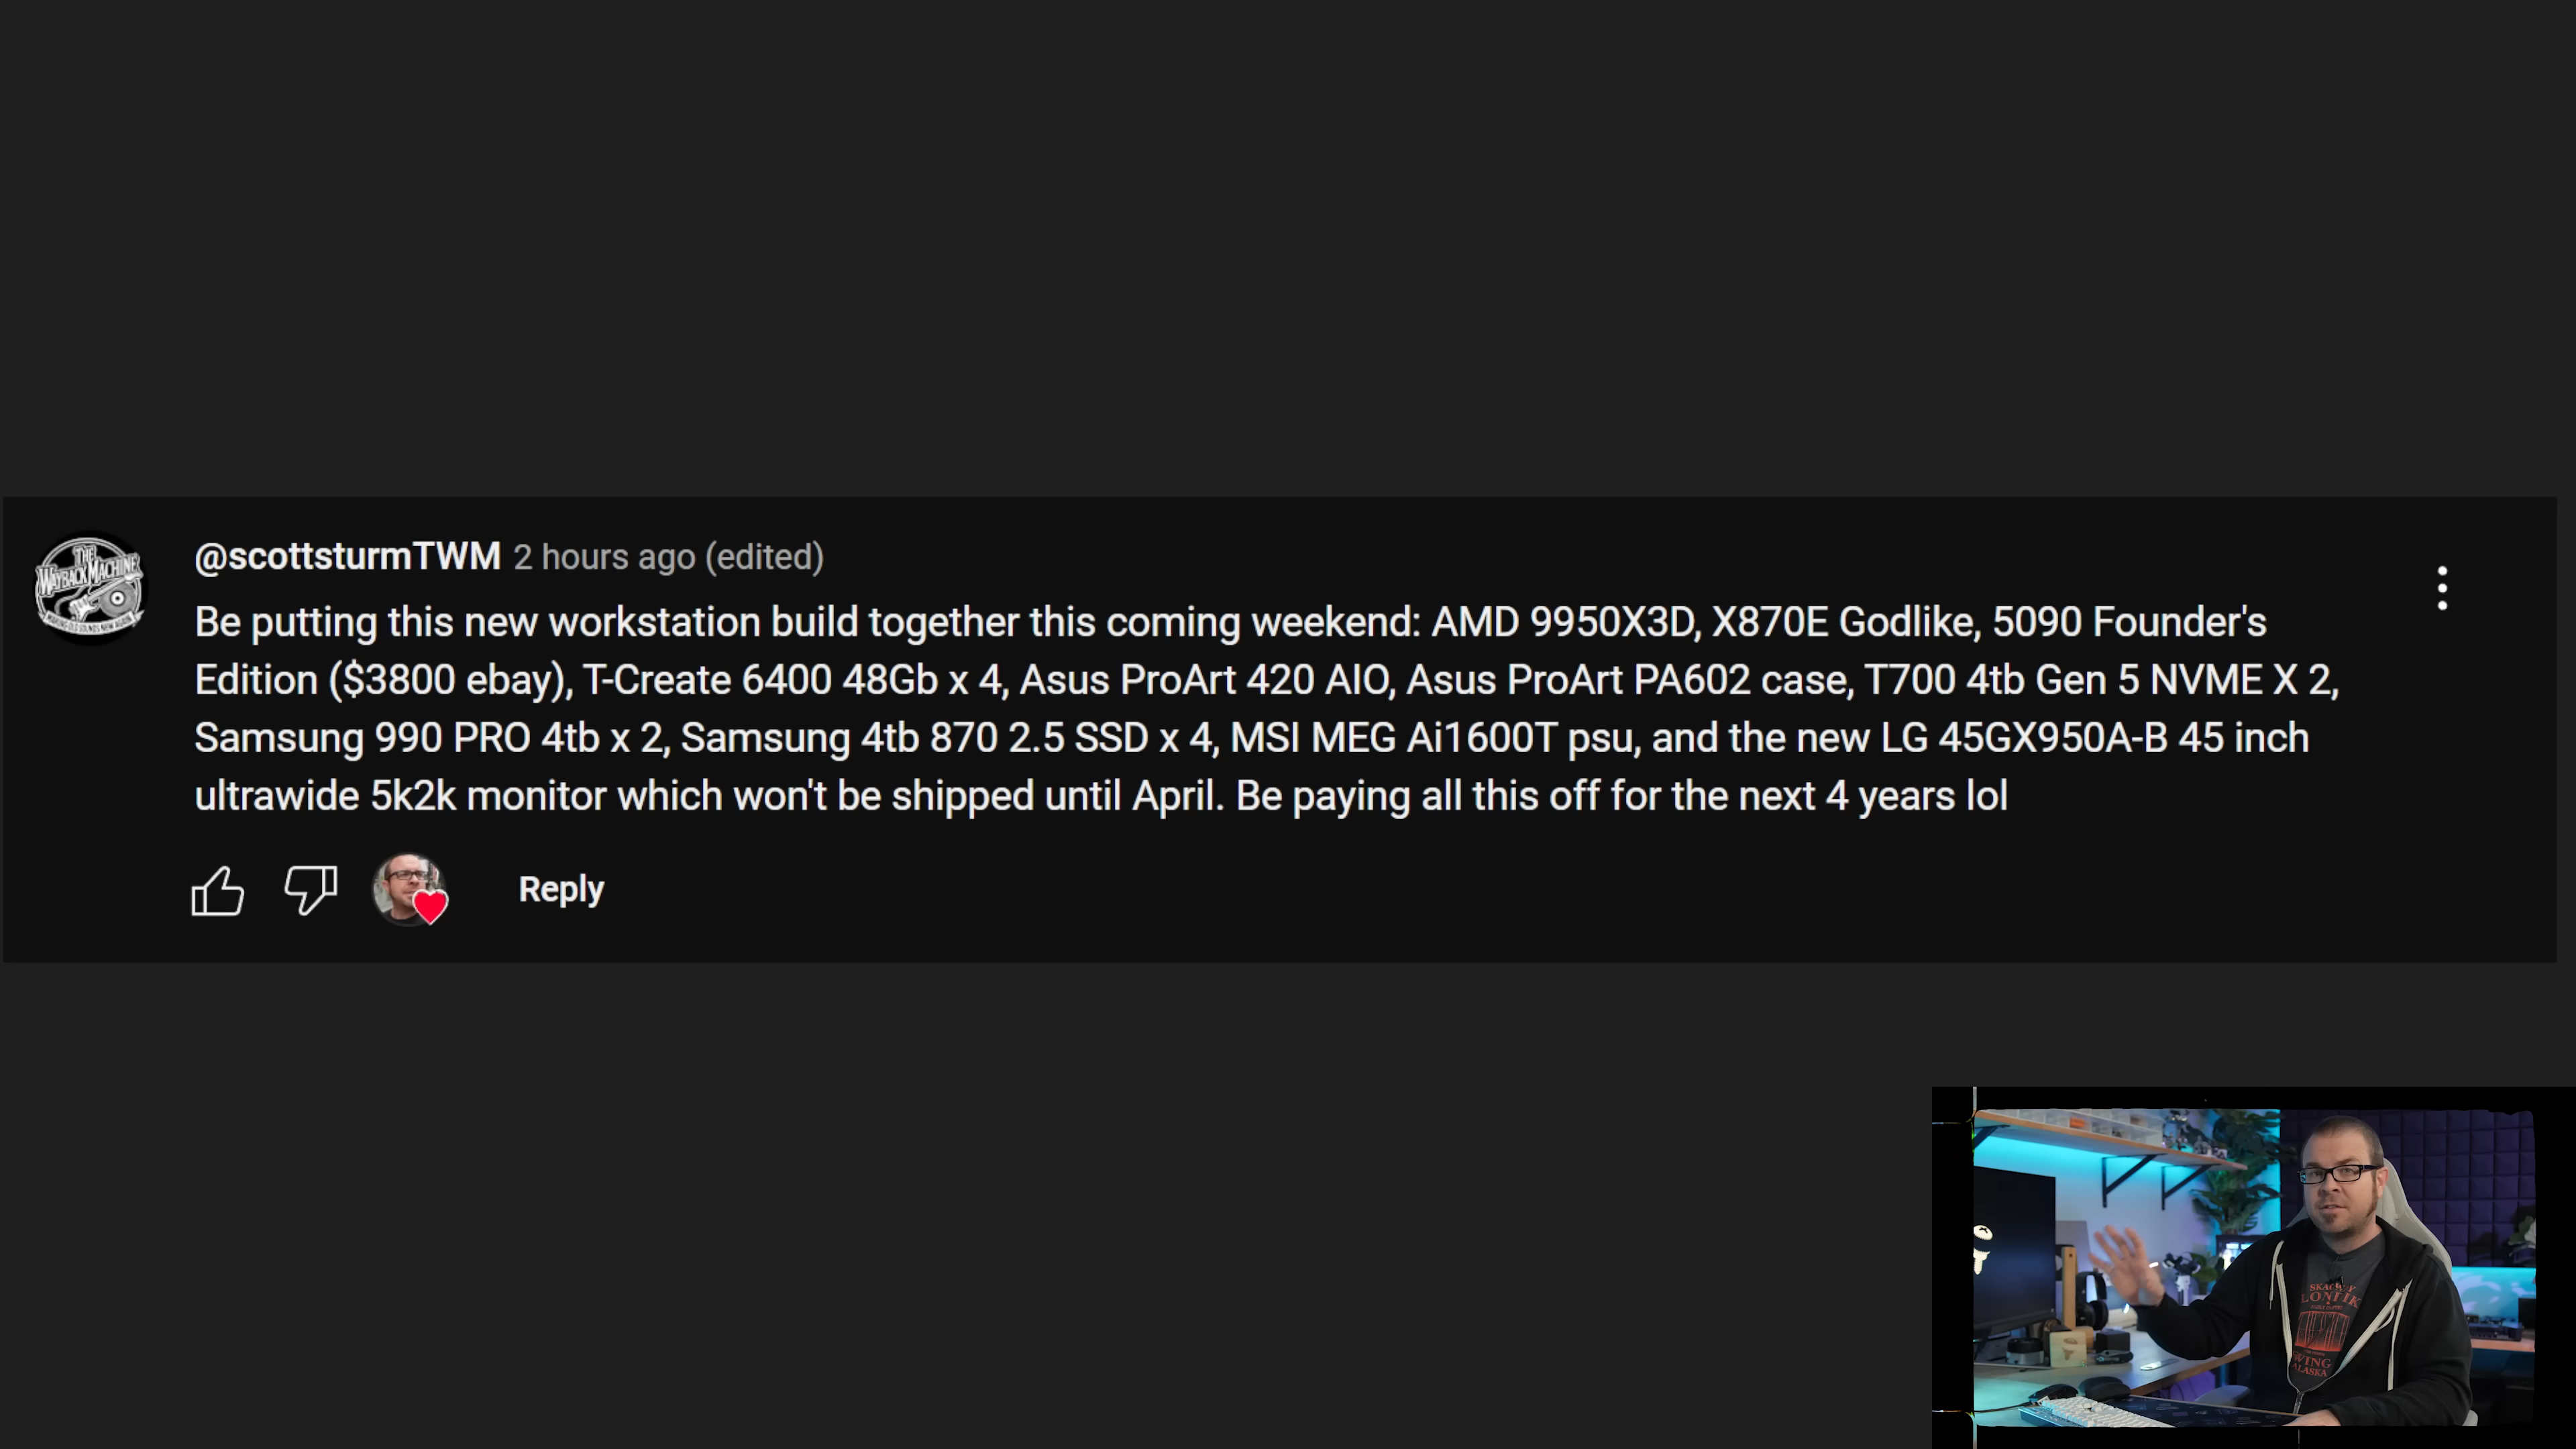 @scottsturmTWM 2 hours ago (edited)
Be putting this new workstation build together this coming weekend: AMD 9950X3D, X870E Godlike, 5090 Founder's
Edition ($3800 ebay), T-Create 6400 48Gb x 4, Asus ProArt 420 AIO, Asus ProArt PA602 case, T700 4tb Gen 5 NVME X 2,
Samsung 990 PRO 4tb x 2, Samsung 4tb 870 2.5 SSD x 4, MSI MEG Ai1600T psu, and the new LG 45GX950A-B 45 inch
ultrawide 5k2k monitor which won't be shipped until April. Be paying all this off for the next 4 years lol
Reply
THE
WAYBACK MACHINE
ALASKA